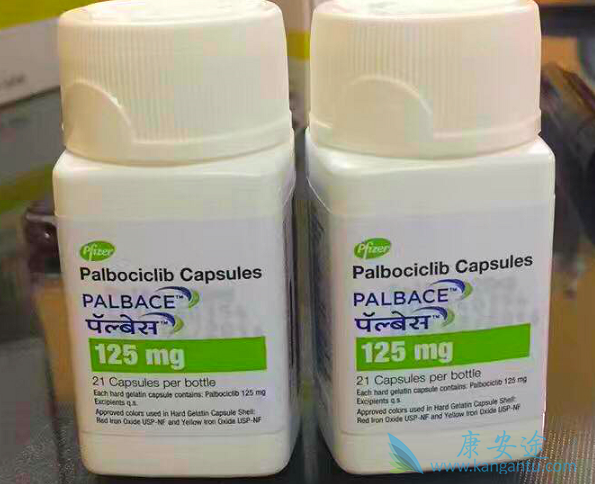 Pfizer
Palbociclib Capsules
PALBACE™
पॅल्बेस™
125 mg
21 Capsules per bottle
Each hard gelatin capsule contains: Palbociclib 125 mg
Excipients q.s.
Approved colors used in Hard Gelatin Capsule Shell:
Red Iron Oxide USP-NF and Yellow Iron Oxide USP-NF
Pfizer
Palbociclib Capsules
PALBACE™
पॅल्बेस™
125 mg
21 Capsules per bottle
Each hard gelatin capsule contains: Palbociclib 125 mg
Excipients q.s.
Approved colors used in Hard Gelatin Capsule Shell:
Red Iron Oxide USP-NF and Yellow Iron Oxide USP-NF
康安途
www.kangantu.com